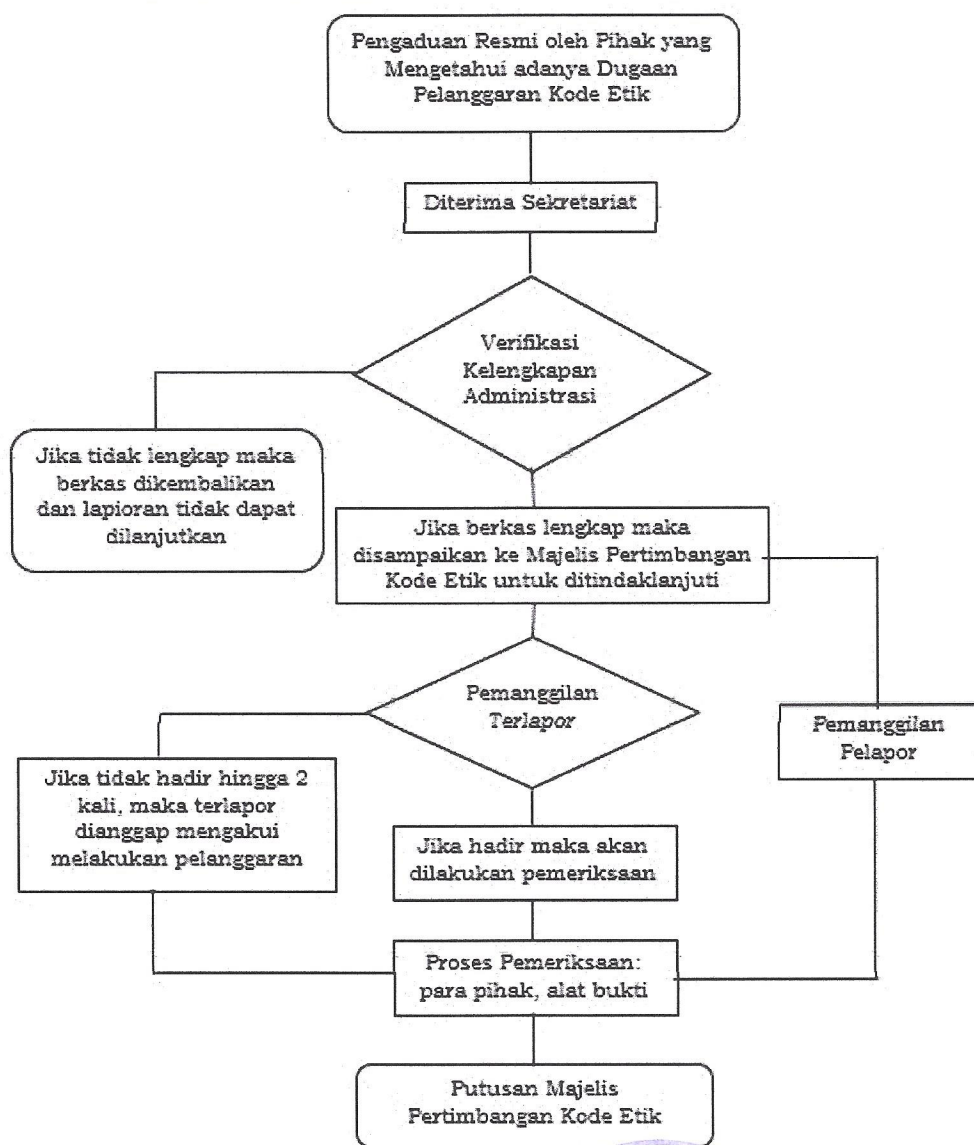 Pengaduan Resmi oleh Pihak yang
Mengetahui adanya Dugaan
Pelanggaran Kode Etik
Diterima Sekretariat
Verifikasi
Kelengkapan
Administrasi
Jika tidak lengkap maka
berkas dikembalikan
dan lapioran tidak dapat
dilanjutkan
Jika berkas lengkap maka
disampaikan ke Majelis Pertimbangan
Kode Etik untuk ditindaklanjuti
Pemanggilan
Terlapor
Pemanggilan
Pelapor
Jika tidak hadir hingga 2
kali, maka terlapor
dianggap mengakui
melakukan pelanggaran
Jika hadir maka akan
dilakukan pemeriksaan
Proses Pemeriksaan:
para pihak, alat bukti
Putusan Majelis
Pertimbangan Kode Etik